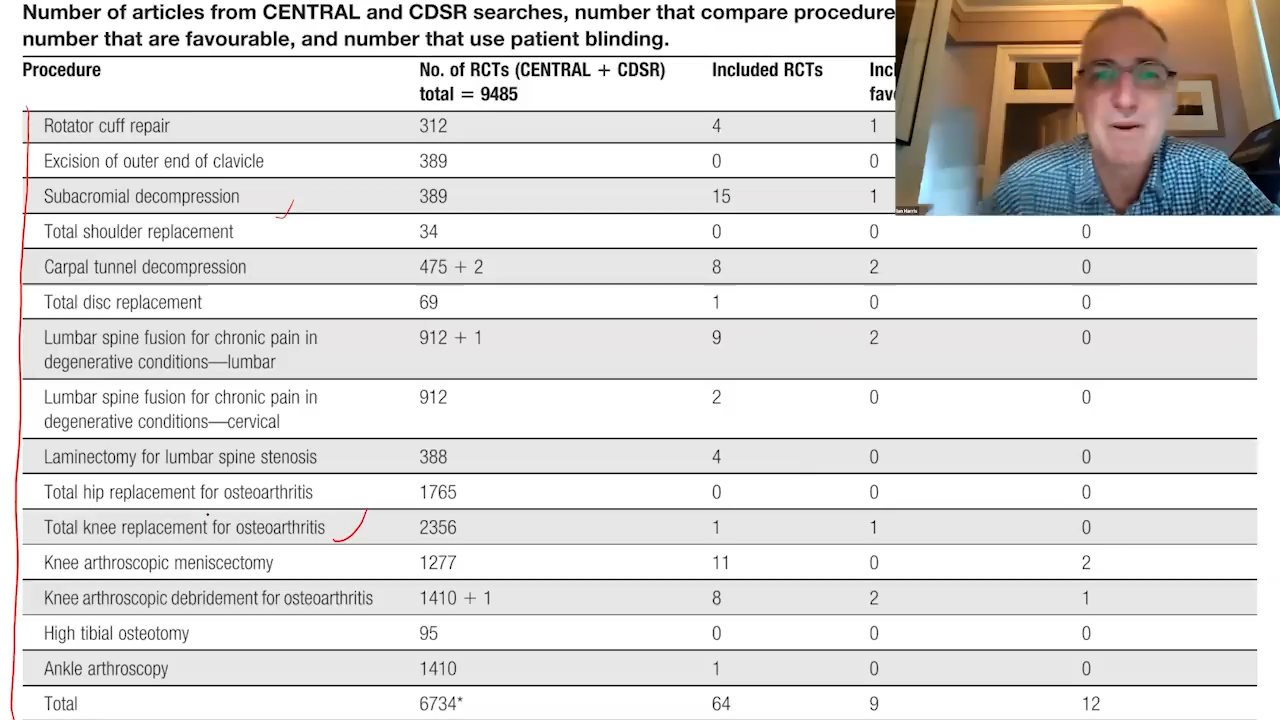 Number of articles from CENTRAL and CDSR searches, number that compare procedure
number that are favourable, and number that use patient blinding.
Procedure No. of RCTs (CENTRAL + CDSR) Included RCTs Incl
total = 9485 favo
Rotator cuff repair 312 4 1
Excision of outer end of clavicle 389 0 0
Subacromial decompression 389 15 1
Ian Harris
Total shoulder replacement 34 0 0 0
Carpal tunnel decompression 475 + 2 8 2 0
Total disc replacement 69 1 0 0
Lumbar spine fusion for chronic pain in 912 + 1 9 2 0
degenerative conditions—lumbar
Lumbar spine fusion for chronic pain in 912 2 0 0
degenerative conditions—cervical
Laminectomy for lumbar spine stenosis 388 4 0 0
Total hip replacement for osteoarthritis 1765 0 0 0
Total knee replacement for osteoarthritis 2356 1 1 0
Knee arthroscopic meniscectomy 1277 11 0 2
Knee arthroscopic debridement for osteoarthritis 1410 + 1 8 2 1
High tibial osteotomy 95 0 0 0
Ankle arthroscopy 1410 1 0 0
Total 6734* 64 9 12